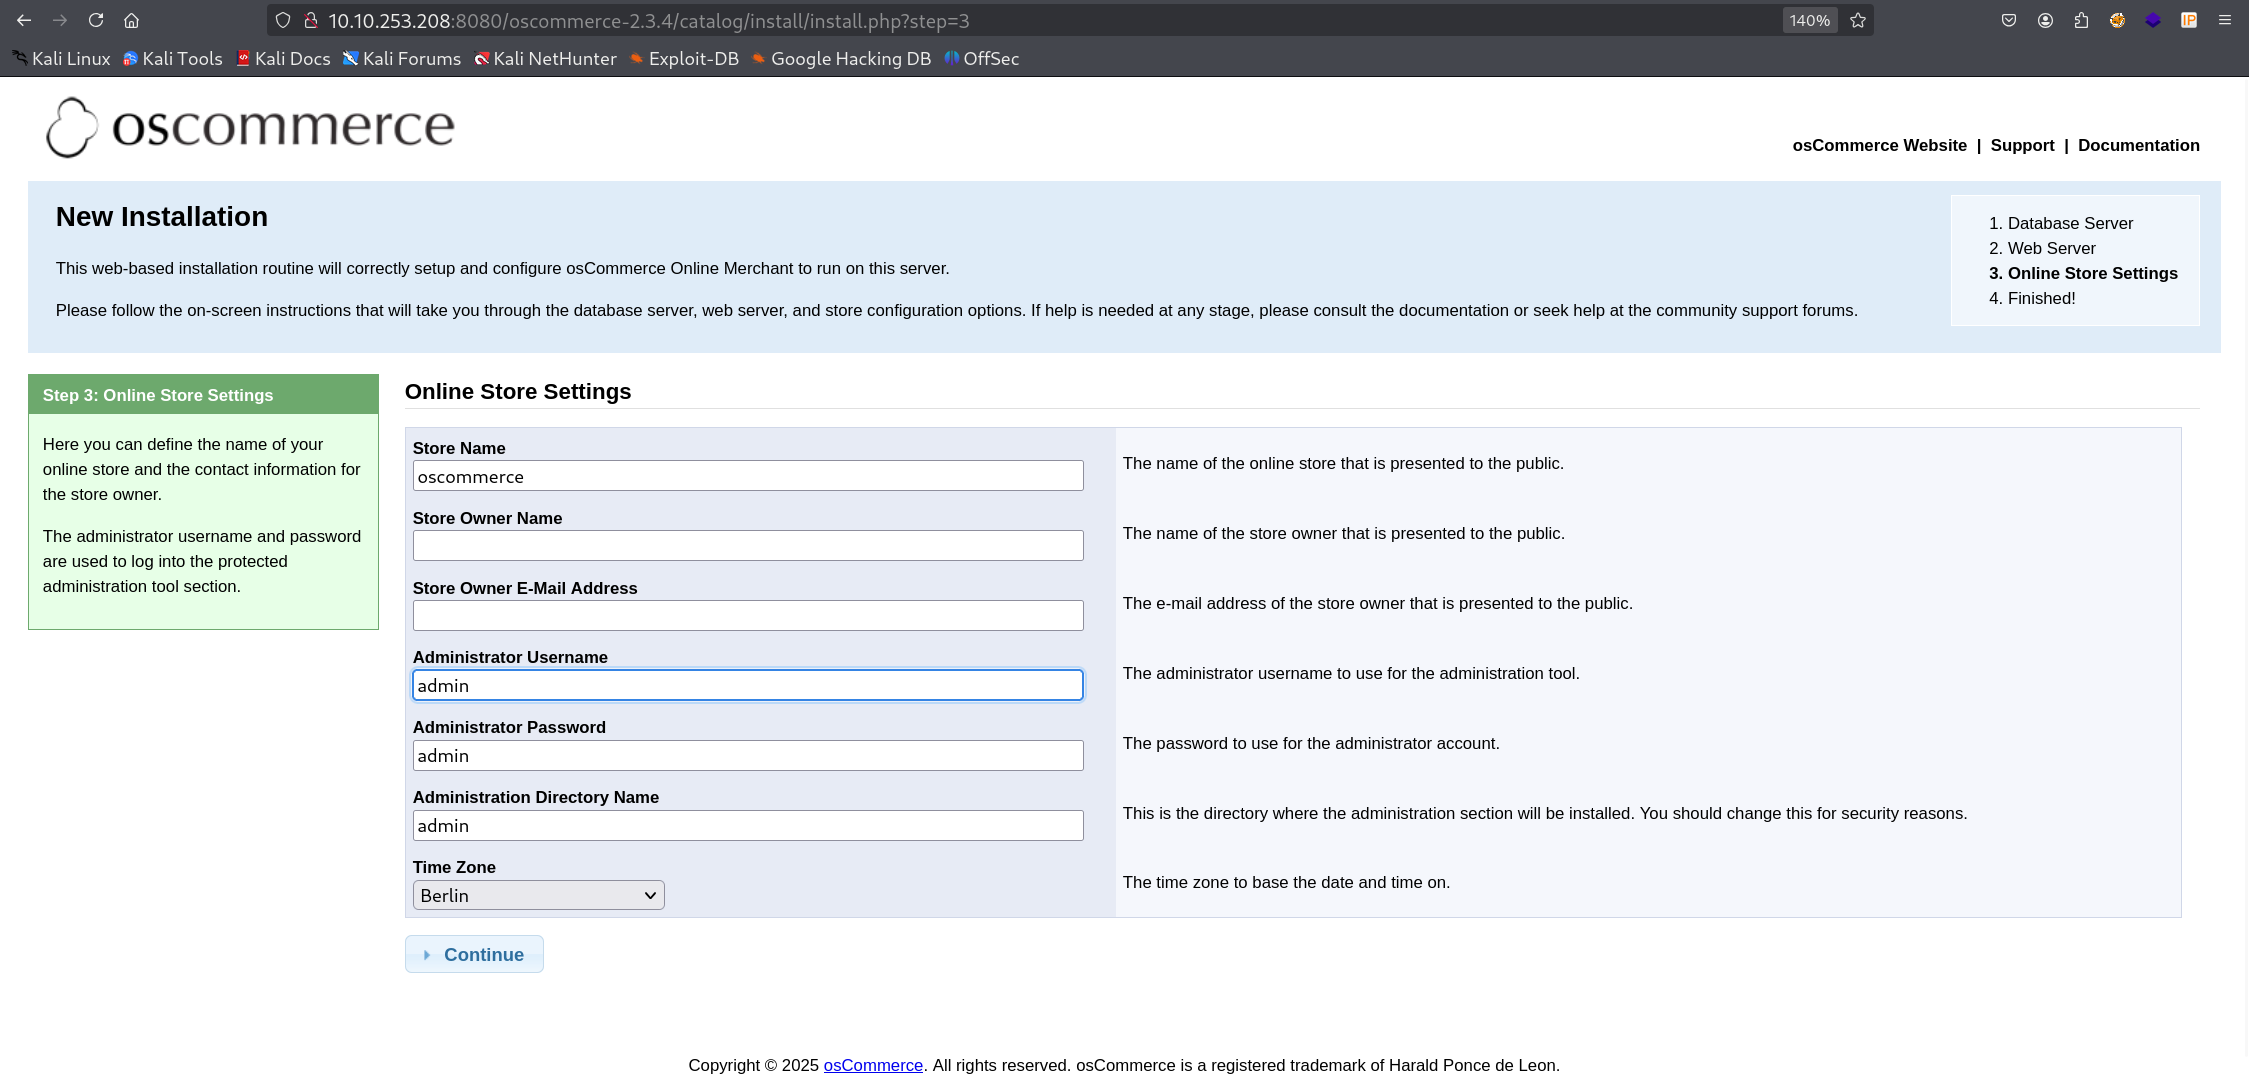 10.10.253.208:8080/oscommerce-2.3.4/catalog/install/install.php?step=3
140%
IP
Kali Linux
Kali Tools
Kali Docs
Kali Forums
Kali NetHunter
Exploit-DB
Google Hacking DB
OffSec
oscommerce
osCommerce Website | Support | Documentation
New Installation
This web-based installation routine will correctly setup and configure osCommerce Online Merchant to run on this server.
Please follow the on-screen instructions that will take you through the database server, web server, and store configuration options. If help is needed at any stage, please consult the documentation or seek help at the community support forums.
1. Database Server
2. Web Server
3. Online Store Settings
4. Finished!
Step 3: Online Store Settings
Here you can define the name of your
online store and the contact information for
the store owner.
The administrator username and password
are used to log into the protected
administration tool section.
Online Store Settings
Store Name
oscommerce
The name of the online store that is presented to the public.
Store Owner Name
The name of the store owner that is presented to the public.
Store Owner E-Mail Address
The e-mail address of the store owner that is presented to the public.
Administrator Username
admin
The administrator username to use for the administration tool.
Administrator Password
admin
The password to use for the administrator account.
Administration Directory Name
admin
This is the directory where the administration section will be installed. You should change this for security reasons.
Time Zone
Berlin
The time zone to base the date and time on.
Continue
Copyright © 2025 osCommerce. All rights reserved. osCommerce is a registered trademark of Harald Ponce de Leon.